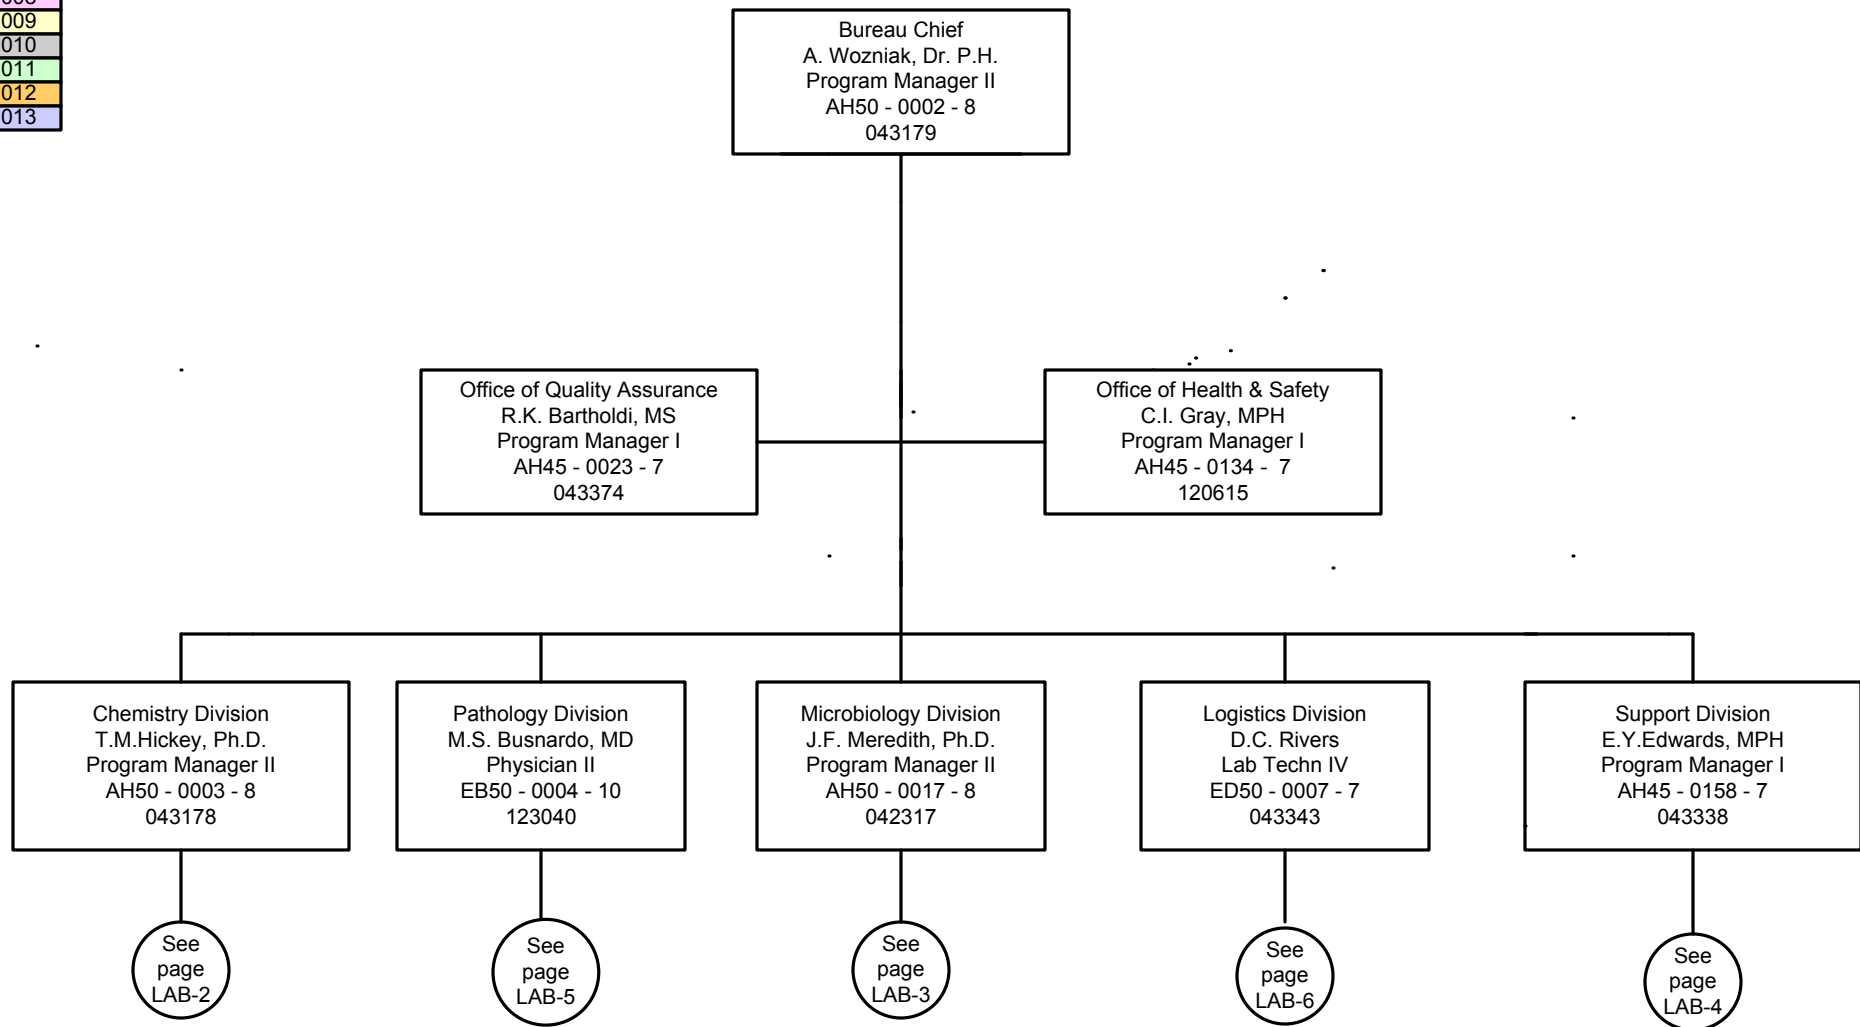 009
010
011
012
013
Bureau Chief
A. Wozniak, Dr. P.H.
Program Manager II
AH50 - 0002 - 8
043179
Office of Quality Assurance
R.K. Bartholdi, MS
Program Manager I
AH45 - 0023 - 7
043374
Office of Health & Safety
C.I. Gray, MPH
Program Manager I
AH45 - 0134 - 7
120615
Chemistry Division
T.M.Hickey, Ph.D.
Program Manager II
AH50 - 0003 - 8
043178
Pathology Division
M.S. Busnardo, MD
Physician II
EB50 - 0004 - 10
123040
Microbiology Division
J.F. Meredith, Ph.D.
Program Manager II
AH50 - 0017 - 8
042317
Logistics Division
D.C. Rivers
Lab Techn IV
ED50 - 0007 - 7
043343
Support Division
E.Y.Edwards, MPH
Program Manager I
AH45 - 0158 - 7
043338
See
page
LAB-2
See
page
LAB-5
See
page
LAB-3
See
page
LAB-6
See
page
LAB-4